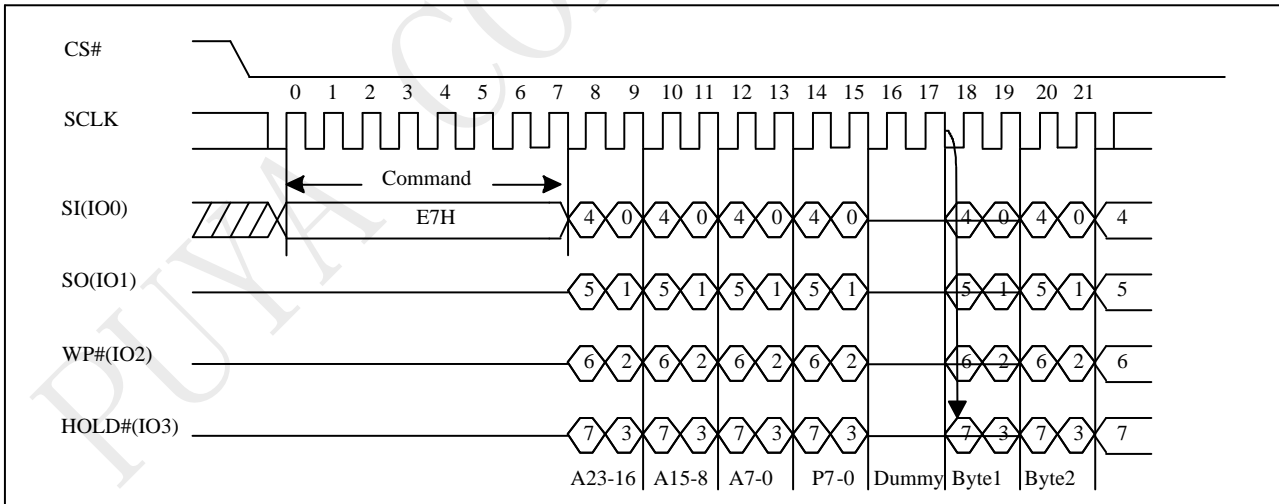 CS#
0 1 2 3 4 5 6 7 8 9 10 11 12 13 14 15 16 17 18 19 20 21
SCLK
Command
SI(IO0) E7H 4 0 4 0 4 0 4 0 4 0 4 0 4
SO(IO1) 5 1 5 1 5 1 5 1 5 1 5 1 5
WP#(IO2) 6 2 6 2 6 2 6 2 6 2 6 2 6
HOLD#(IO3) 7 3 7 3 7 3 7 3 7 3 7 3 7
A23-16 A15-8 A7-0 P7-0 Dummy Byte1 Byte2
PUYA